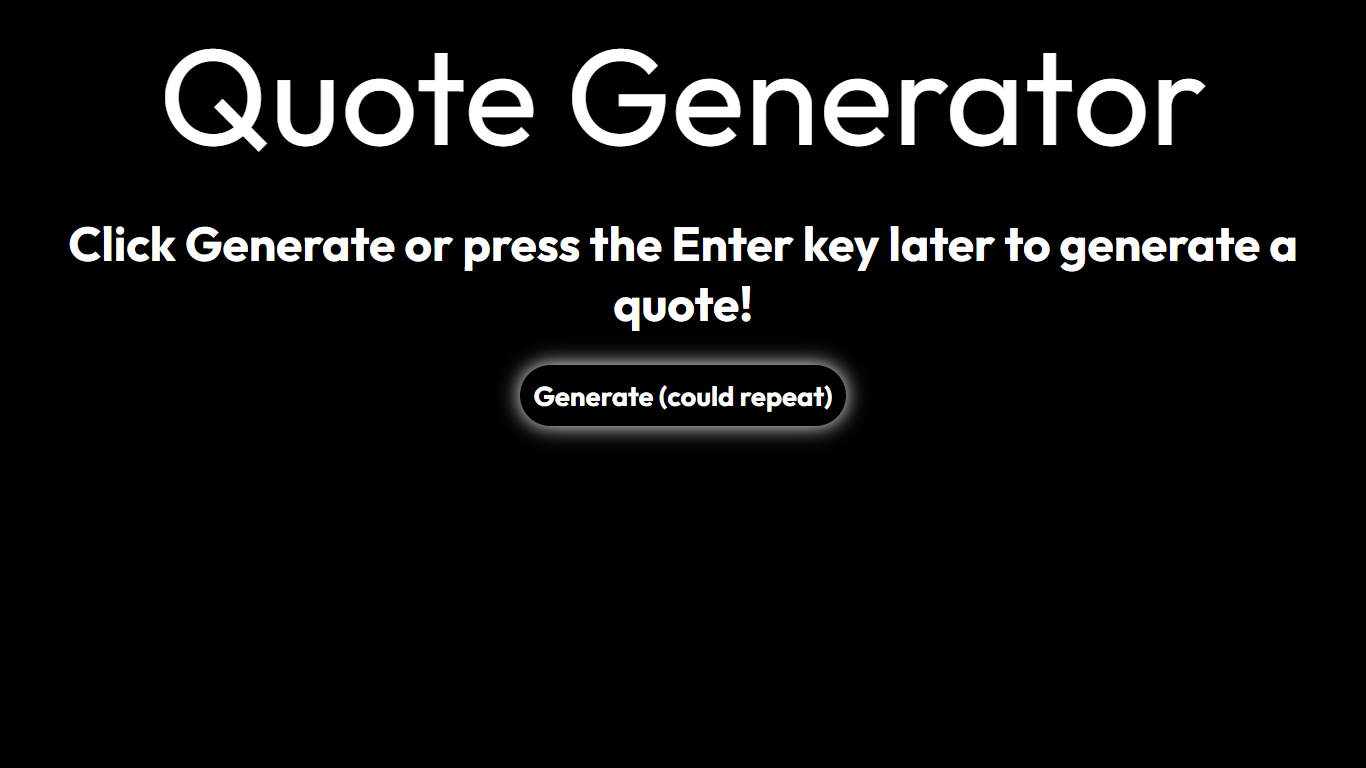 Quote Generator
Click Generate or press the Enter key later to generate a
quote!
Generate (could repeat)